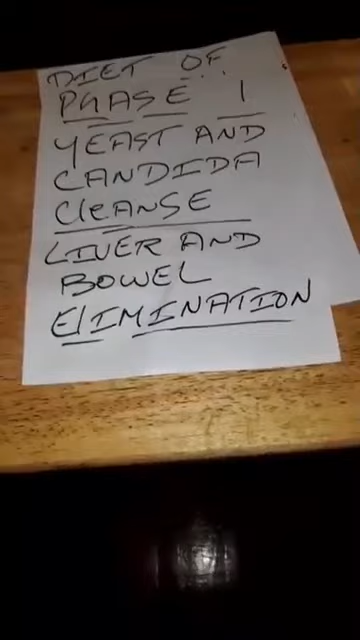 DIET OF
PHASE 1
YEAST AND
CANDIDA
CleANSE
LIVER AND
BOWEL
ElIMINATION